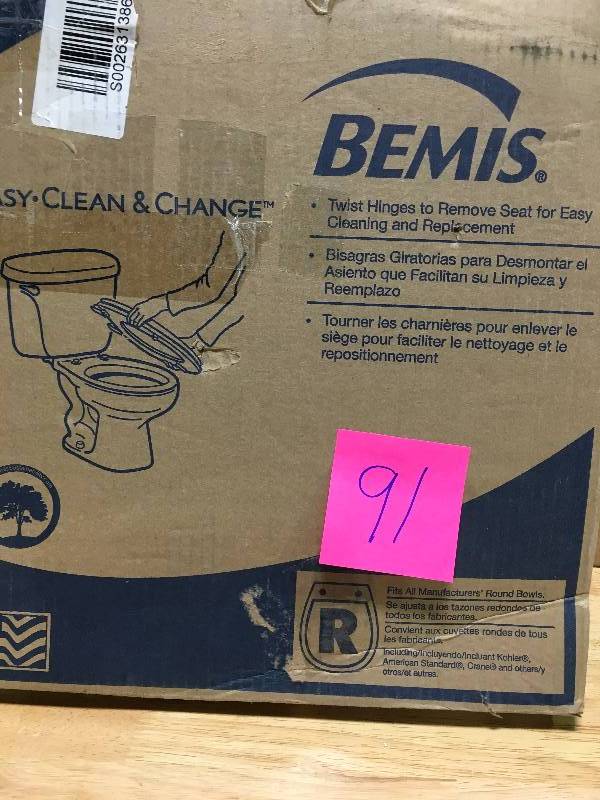 S002631386
BEMIS®
ASY•CLEAN & CHANGE™
• Twist Hinges to Remove Seat for Easy
Cleaning and Replacement
• Bisagras Giratorias para Desmontar el
Asiento que Facilitan su Limpieza y
Reemplazo
• Tourner les charnières pour enlever le
siège pour faciliter le nettoyage et le
repositionnement
91
R
Fits All Manufacturers' Round Bowls.
Se ajusta a los tazones redondos de
todos los fabricantes.
Convient aux cuvettes rondes de tous
les fabricants.
Including/Incluyendo/Incluant Kohler®,
American Standard®, Crane® and others/y
otros/et autres.